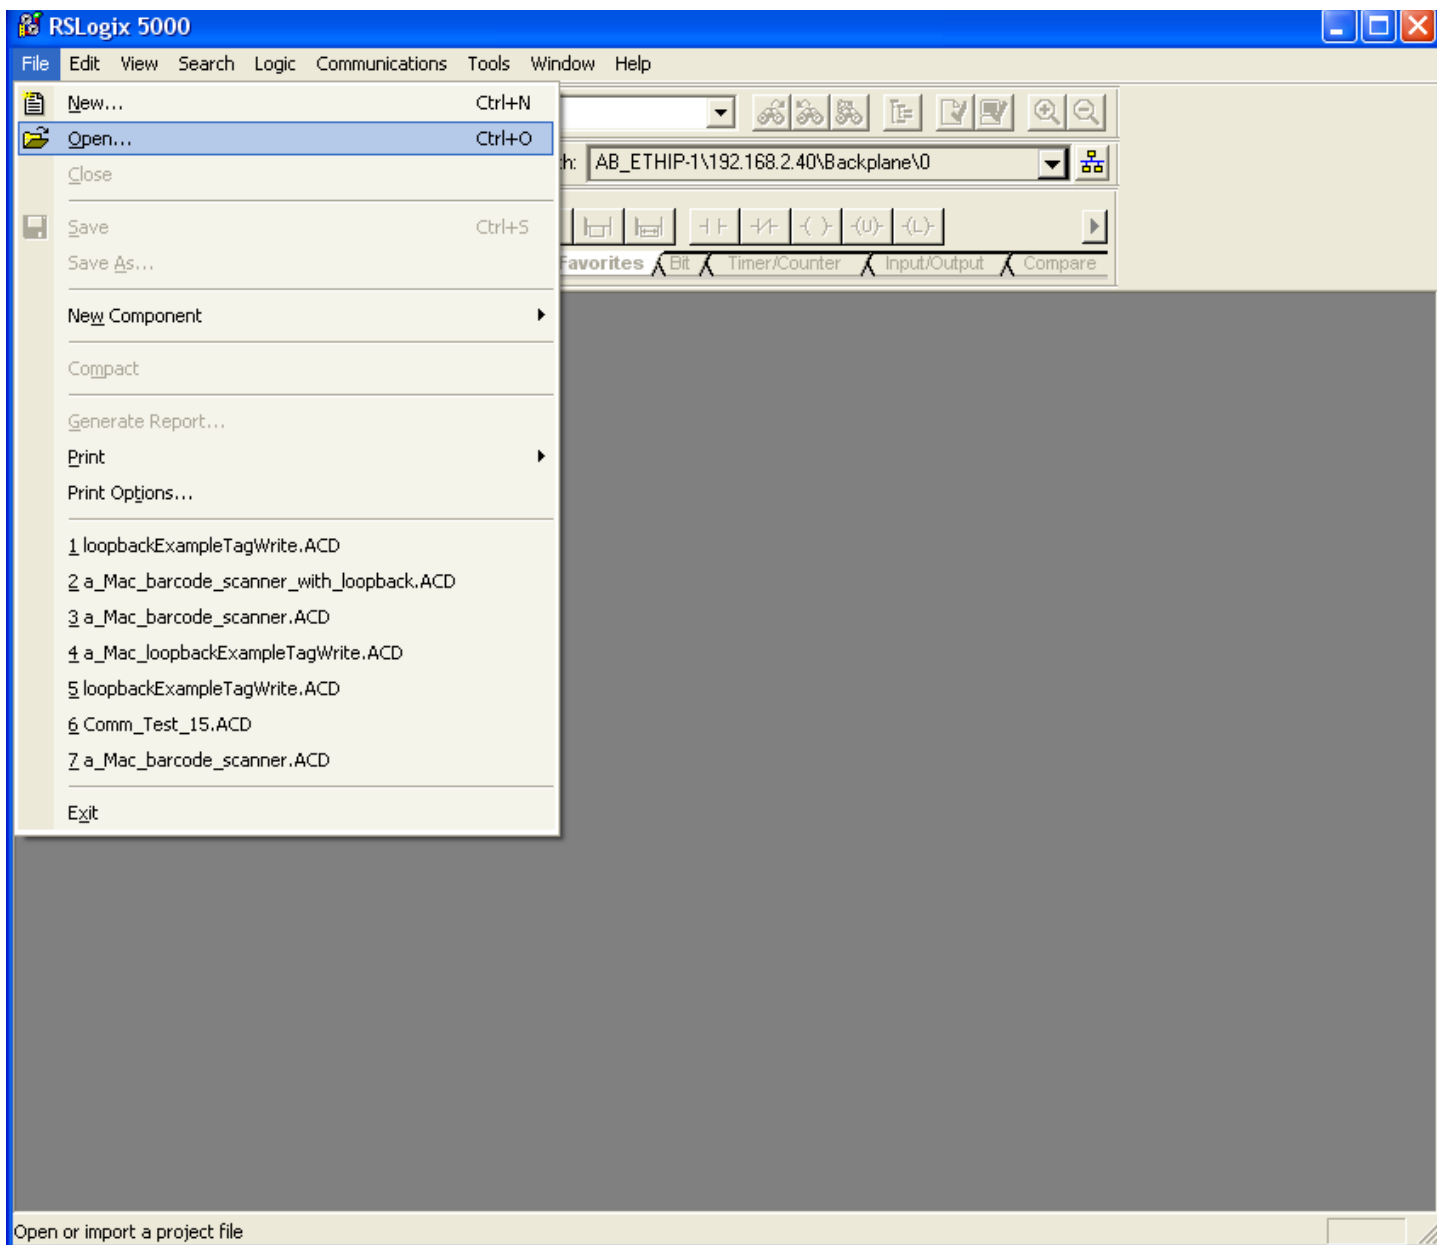 RSLogix 5000
File Edit View Search Logic Communications Tools Window Help
New... Ctrl+N
Open... Ctrl+O
h: AB_ETHIP-1\192.168.2.40\Backplane\0
Close
Save Ctrl+S
(U) (L)
Save As...
Favorites Bit Timer/Counter Input/Output Compare
New Component
Compact
Generate Report...
Print
Print Options...
1 loopbackExampleTagWrite.ACD
2 a_Mac_barcode_scanner_with_loopback.ACD
3 a_Mac_barcode_scanner.ACD
4 a_Mac_loopbackExampleTagWrite.ACD
5 loopbackExampleTagWrite.ACD
6 Comm_Test_15.ACD
7 a_Mac_barcode_scanner.ACD
Exit
Open or import a project file